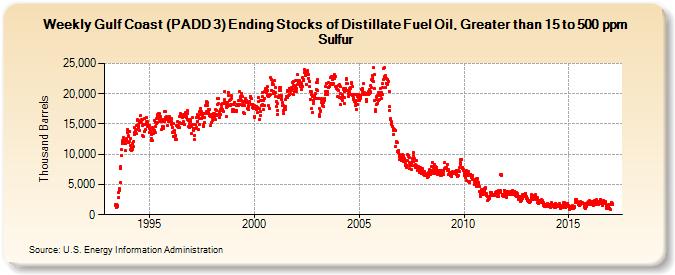 Weekly Gulf Coast (PADD 3) Ending Stocks of Distillate Fuel Oil, Greater than 15 to 500 ppm
Sulfur
Thousand Barrels
25,000
20,000
15,000
10,000
5,000
0
1995
2000
2005
2010
2015
Source: U.S. Energy Information Administration